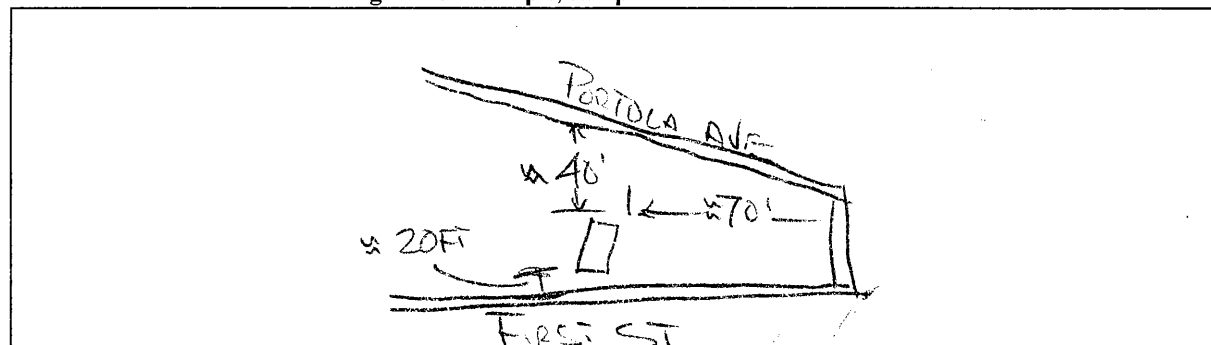 PORTOLA AVE
≈ 40'
≈70'
≈ 20FT
FIRST ST